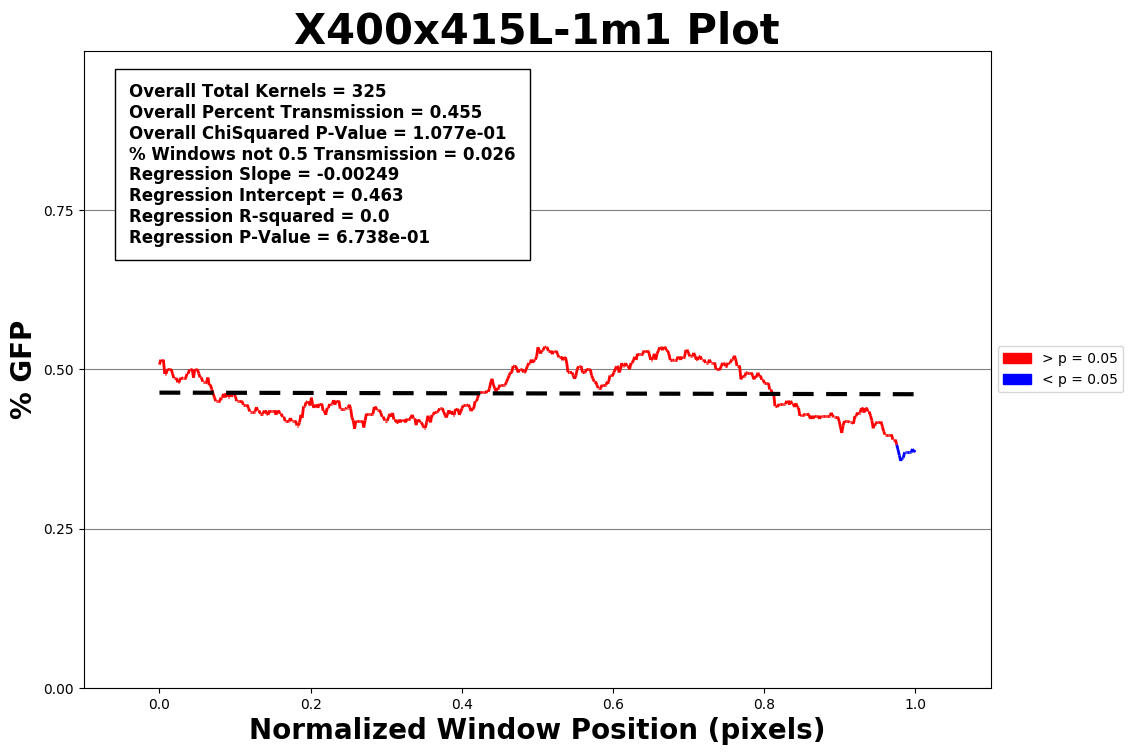 X400x415L-1m1 Plot
Overall Total Kernels = 325
Overall Percent Transmission = 0.455
Overall ChiSquared P-Value = 1.077e-01
% Windows not 0.5 Transmission = 0.026
Regression Slope = -0.00249
Regression Intercept = 0.463
Regression R-squared = 0.0
Regression P-Value = 6.738e-01
% GFP
0.75
0.50
0.25
0.00
> p = 0.05
< p = 0.05
0.0 0.2 0.4 0.6 0.8 1.0
Normalized Window Position (pixels)